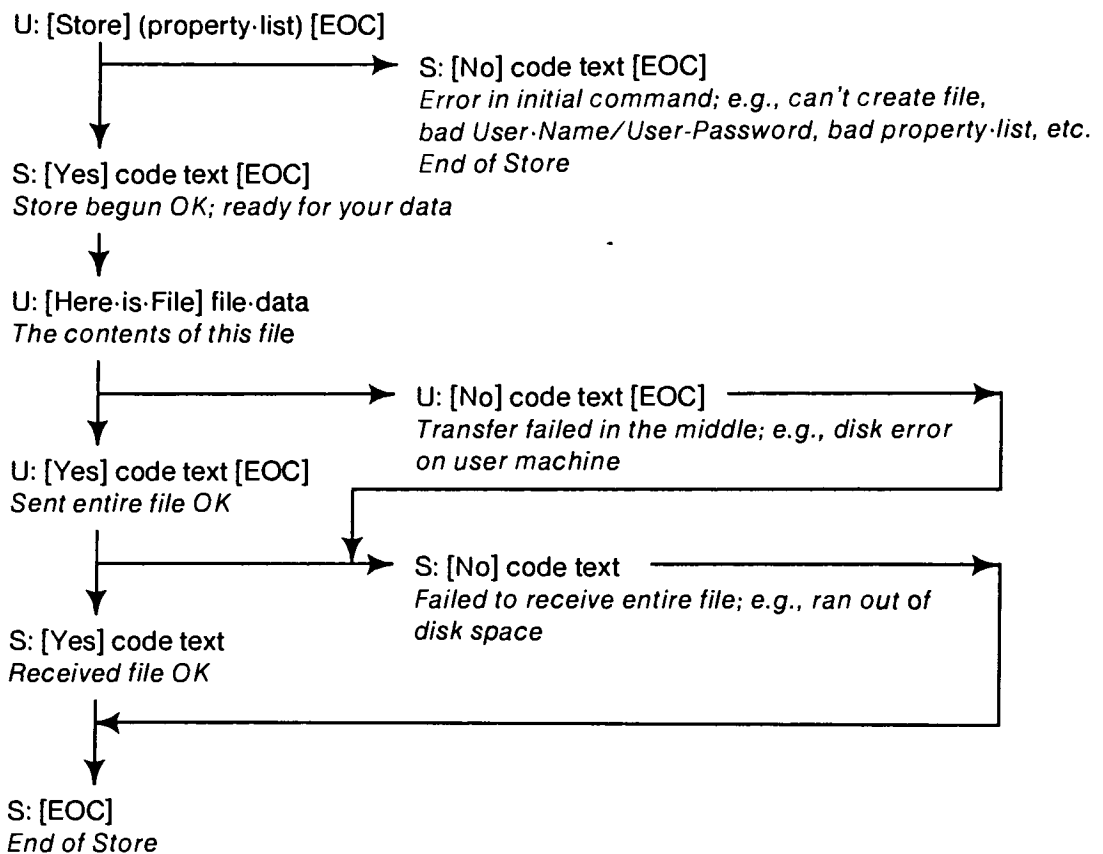 U: [Store] (property·list) [EOC]
S: [No] code text [EOC]
Error in initial command; e.g., can't create file,
bad User·Name/User-Password, bad property·list, etc.
End of Store
S: [Yes] code text [EOC]
Store begun OK; ready for your data
U: [Here·is·File] file·data
The contents of this file
U: [No] code text [EOC]
Transfer failed in the middle; e.g., disk error
on user machine
U: [Yes] code text [EOC]
Sent entire file OK
S: [No] code text
Failed to receive entire file; e.g., ran out of
disk space
S: [Yes] code text
Received file OK
S: [EOC]
End of Store